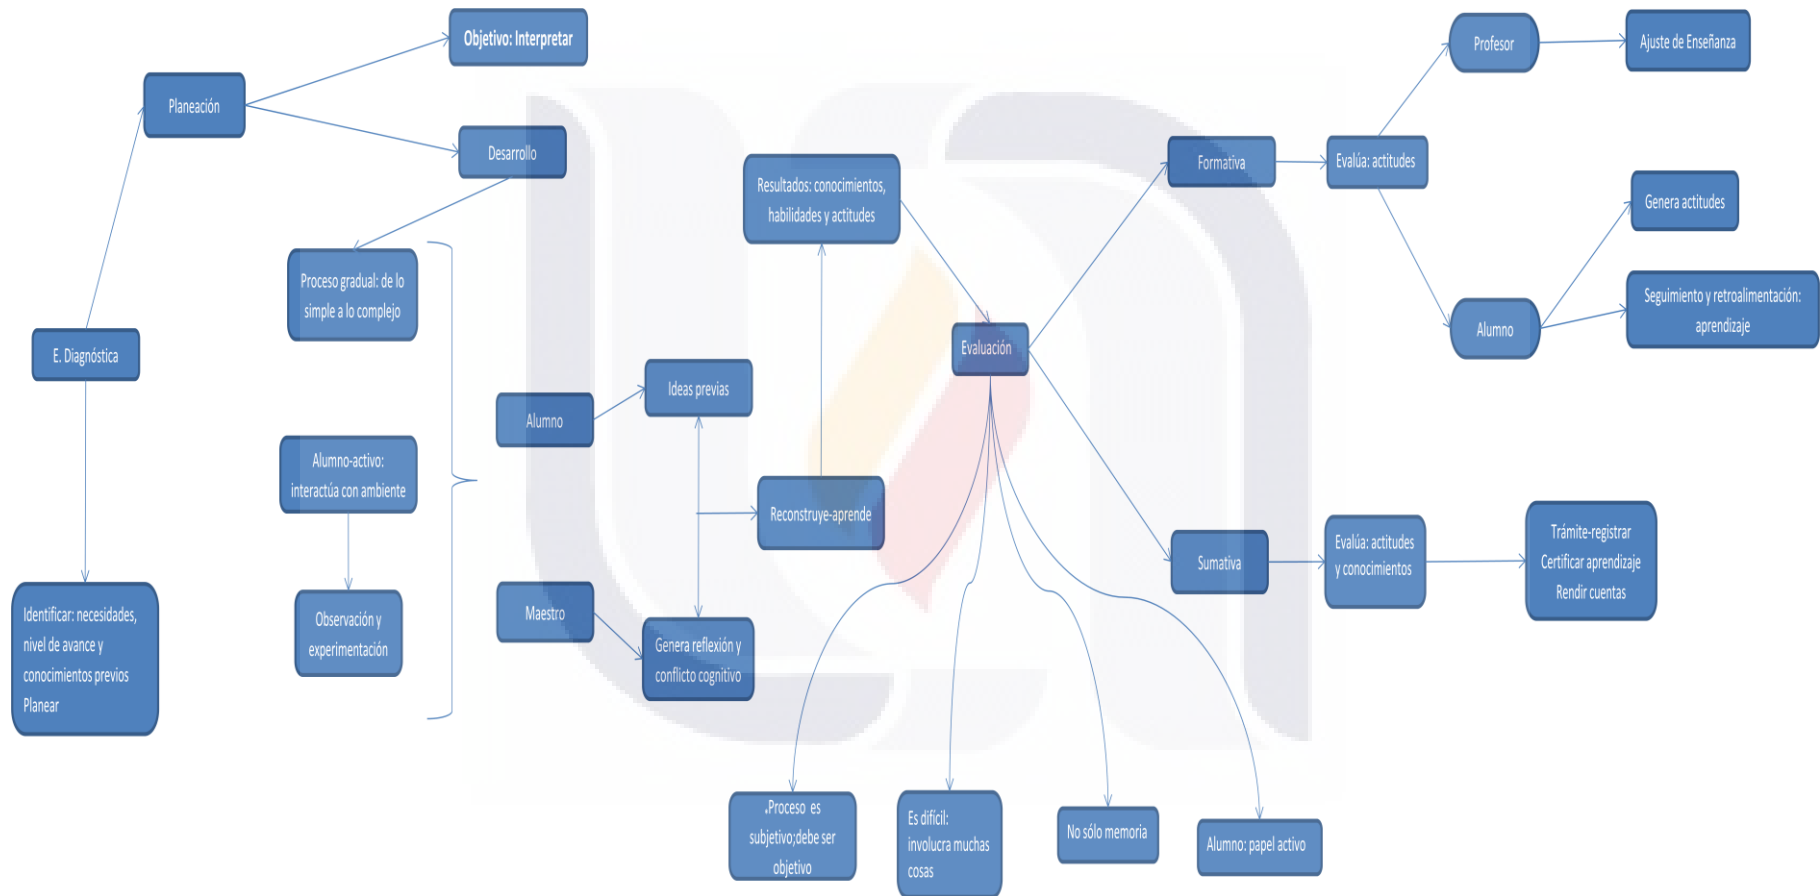 Objetivo: Interpretar
Planeación
Desarrollo
Proceso gradual: de lo
simple a lo complejo
E. Diagnóstica
Alumno-activo:
interactúa con ambiente
Identificar: necesidades,
nivel de avance y
conocimientos previos
Planear
Observación y
experimentación
Alumno
Ideas previas
Maestro
Genera reflexión y
conflicto cognitivo
Reconstruye-aprende
Resultados: conocimientos,
habilidades y actitudes
Evaluación
.Proceso es
subjetivo;debe ser
objetivo
Es difícil:
involucra muchas
cosas
No sólo memoria
Alumno: papel activo
Formativa
Evalúa: actitudes
Profesor
Ajuste de Enseñanza
Alumno
Genera actitudes
Seguimiento y retroalimentación:
aprendizaje
Sumativa
Evalúa: actitudes
y conocimientos
Trámite-registrar
Certificar aprendizaje
Rendir cuentas